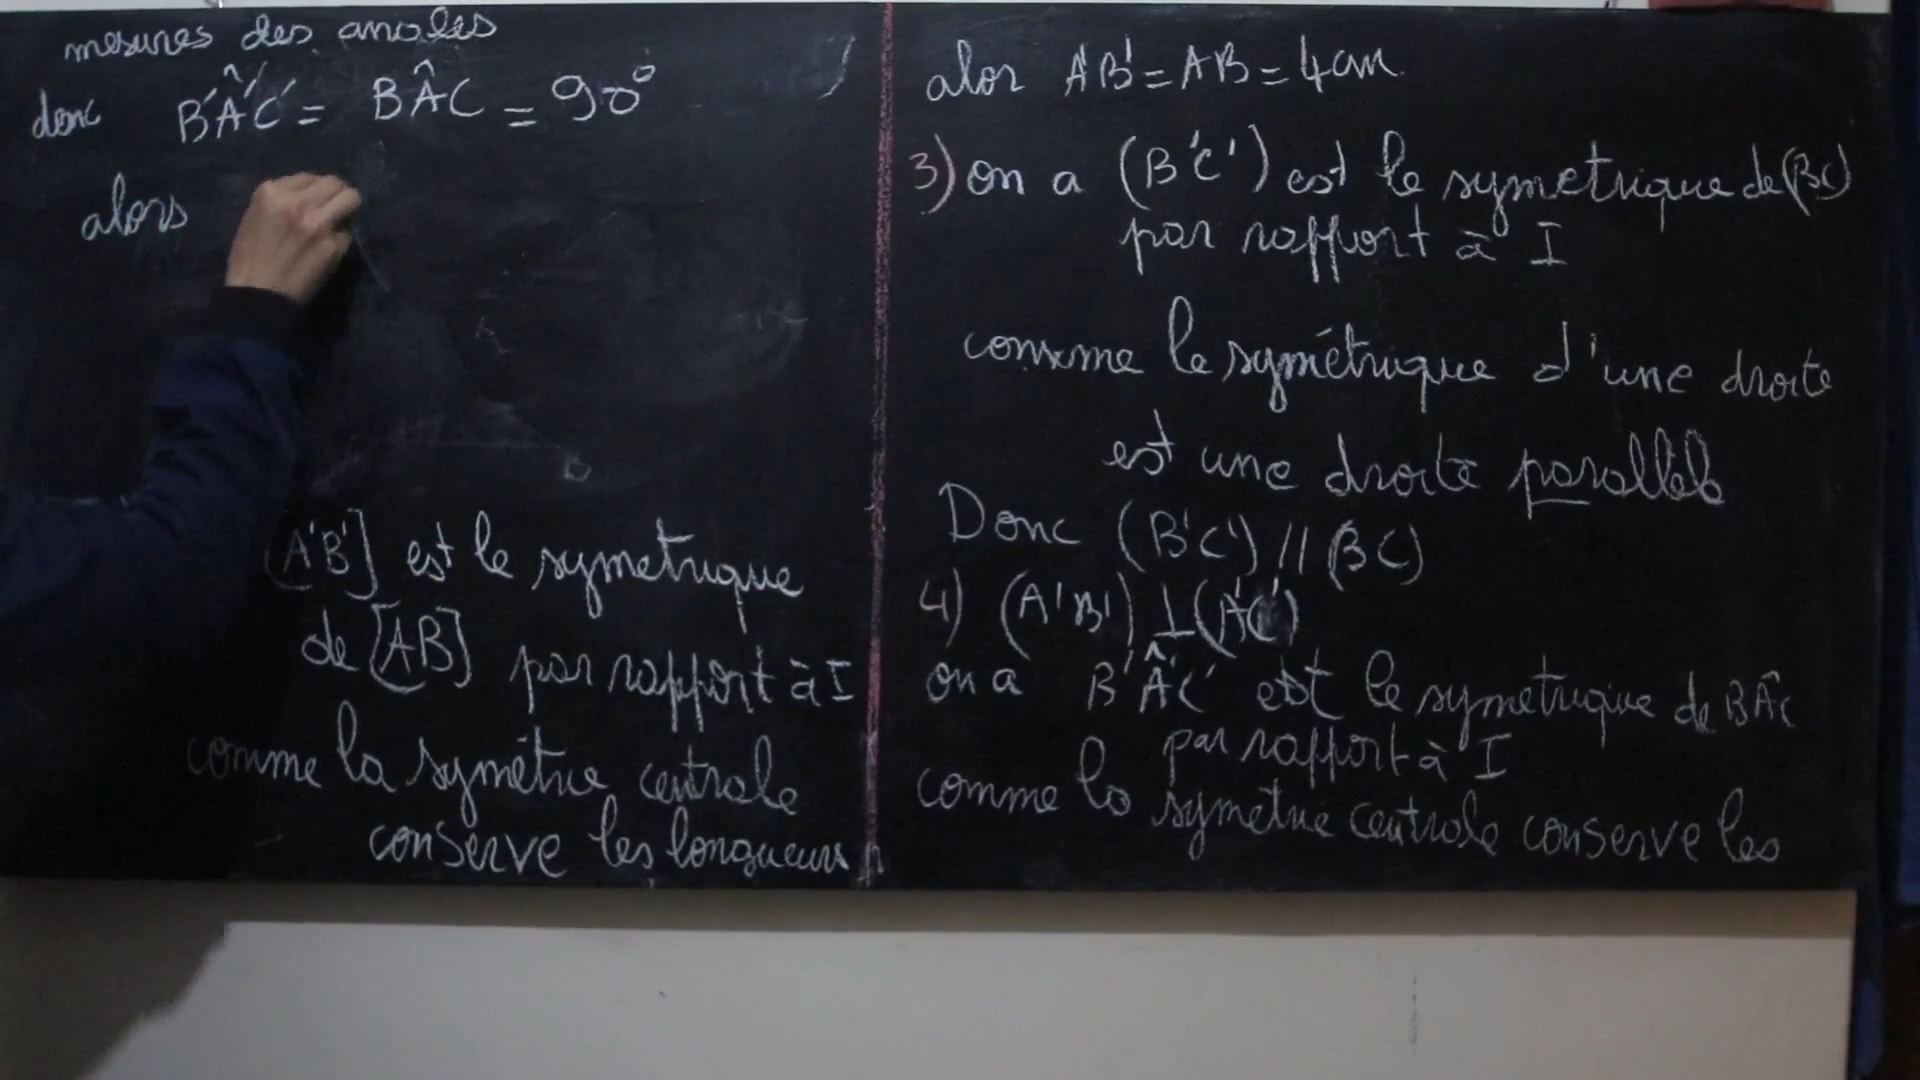 mesures des angles
donc B'Â'C' = BÂC = 90°
alors
[A'B'] est le symetrique
de [AB] par rapport à I
comme la symétrie centrale
conserve les longueurs
alor A'B' = AB = 4cm
3) on a (B'C') est le symetrique de (BC)
par rapport à I
comme le symétrique d'une droite
est une droite parallèle
Donc (B'C') // (BC)
4) (A'B') ⊥ (A'C')
on a B'Â'C' est le symetrique de BÂC
par rapport à I
comme la symetrie centrale conserve les